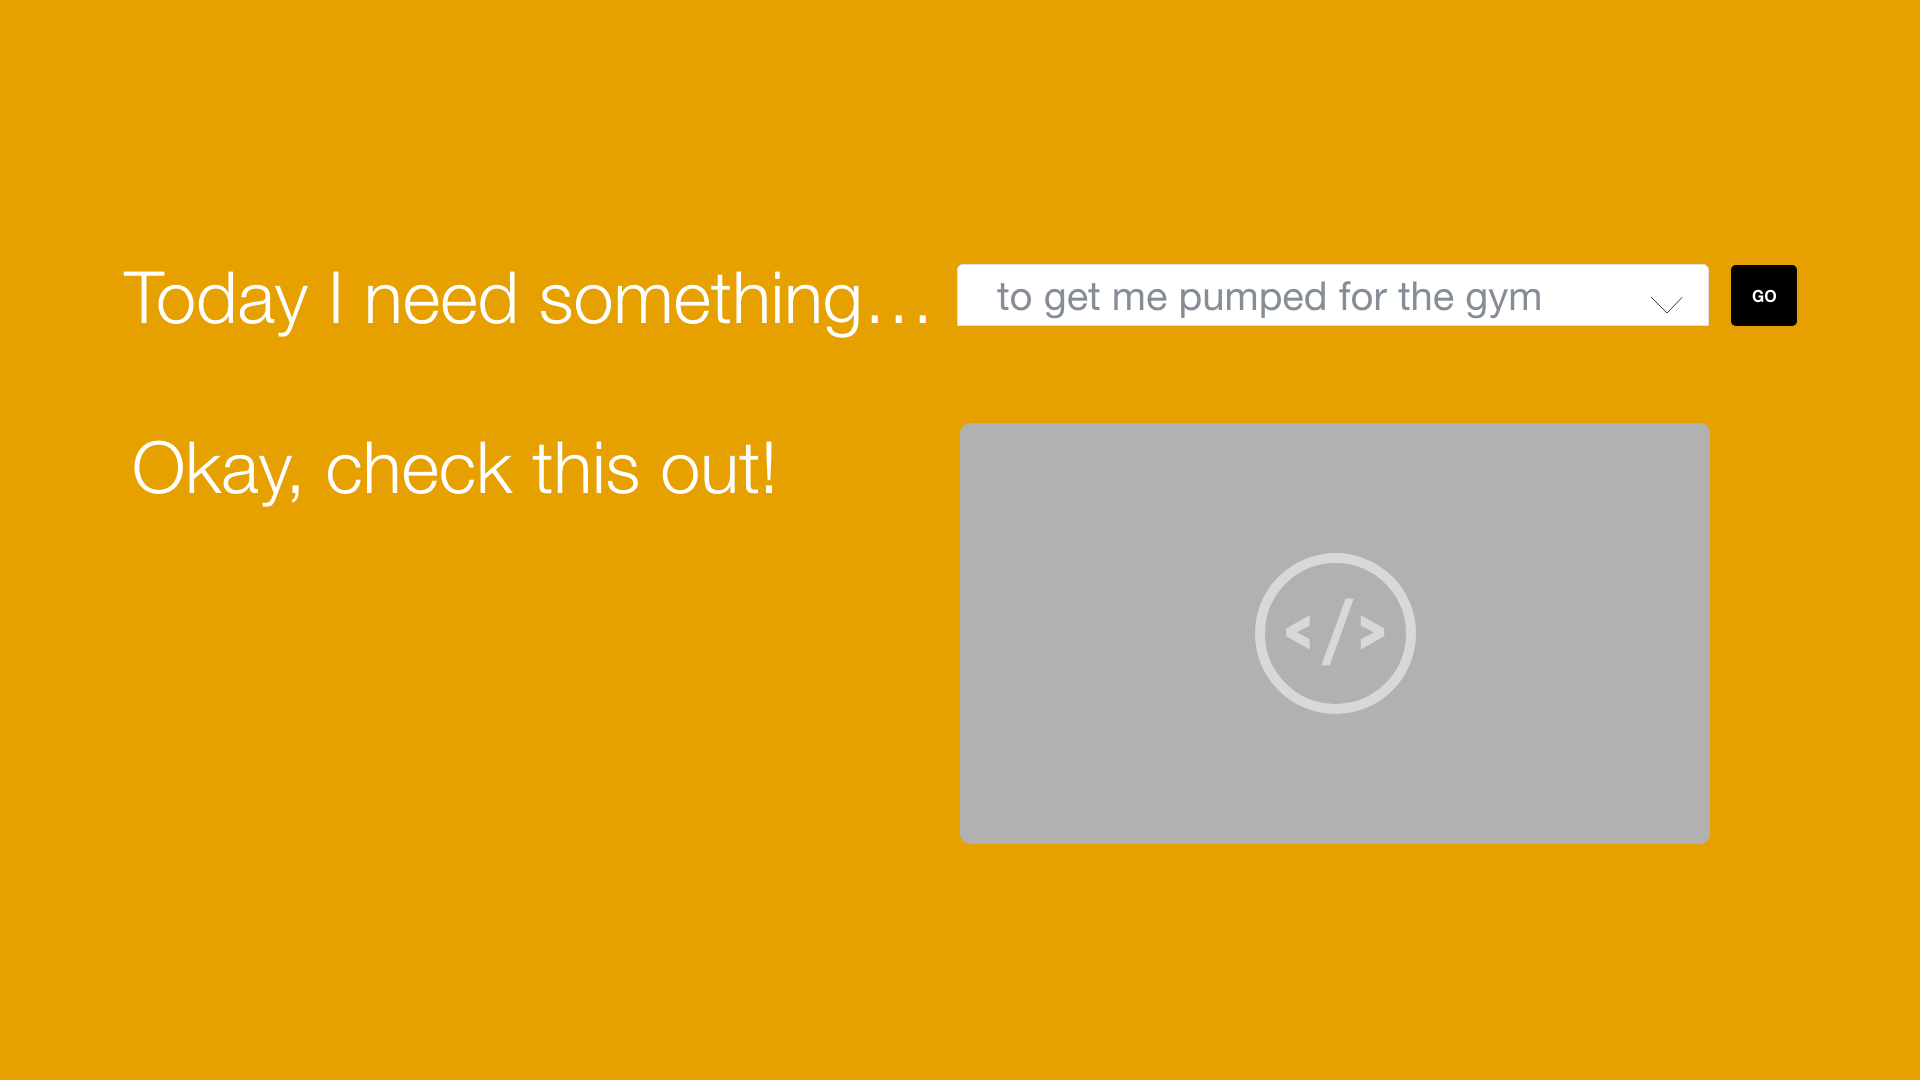 Today I need something… to get me pumped for the gym GO
Okay, check this out!
</>